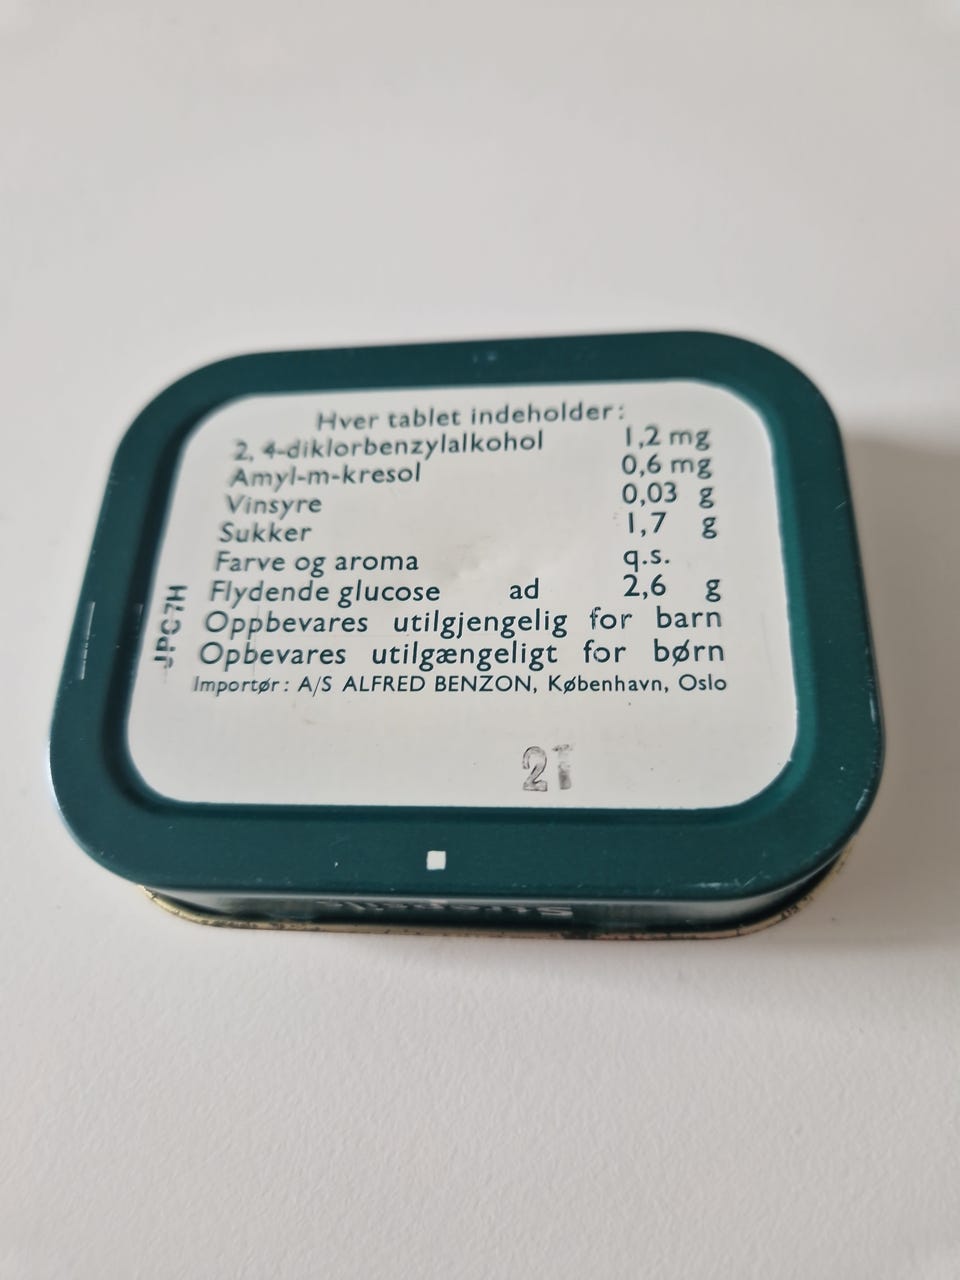 Hver tablet indeholder:
2, 4-diklorbenzylalkohol 1,2 mg
Amyl-m-kresol 0,6 mg
Vinsyre 0,03 g
Sukker 1,7 g
Farve og aroma q.s.
Flydende glucose ad 2,6 g
Oppbevares utilgjengelig for barn
Opbevares utilgængeligt for børn
Importør: A/S ALFRED BENZON, København, Oslo
JPC7H
2T
Strepsils